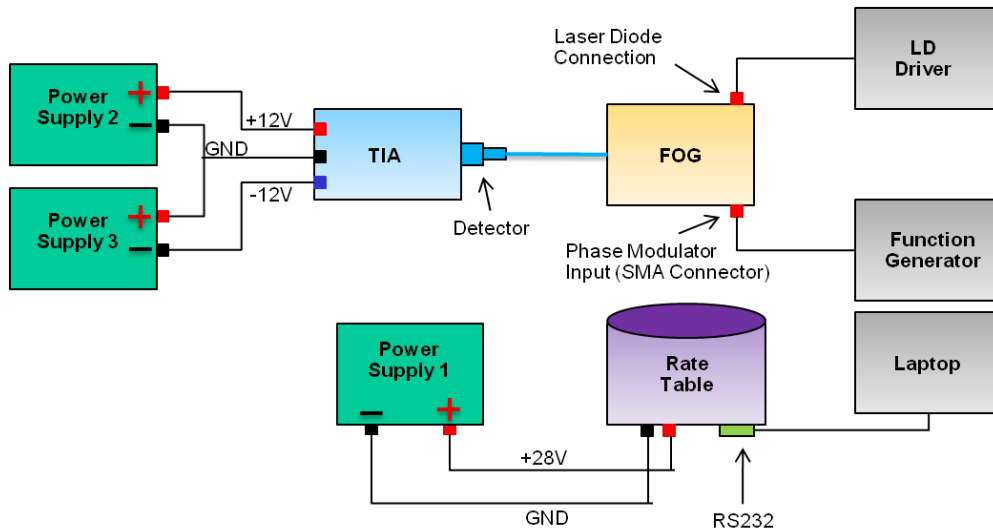 Power
Supply 2
+
−
+12V
GND
-12V
Power
Supply 3
+
−
TIA
Detector
Laser Diode
Connection
FOG
Phase Modulator
Input (SMA Connector)
LD
Driver
Function
Generator
Power
Supply 1
−
+
+28V
GND
Rate
Table
RS232
Laptop